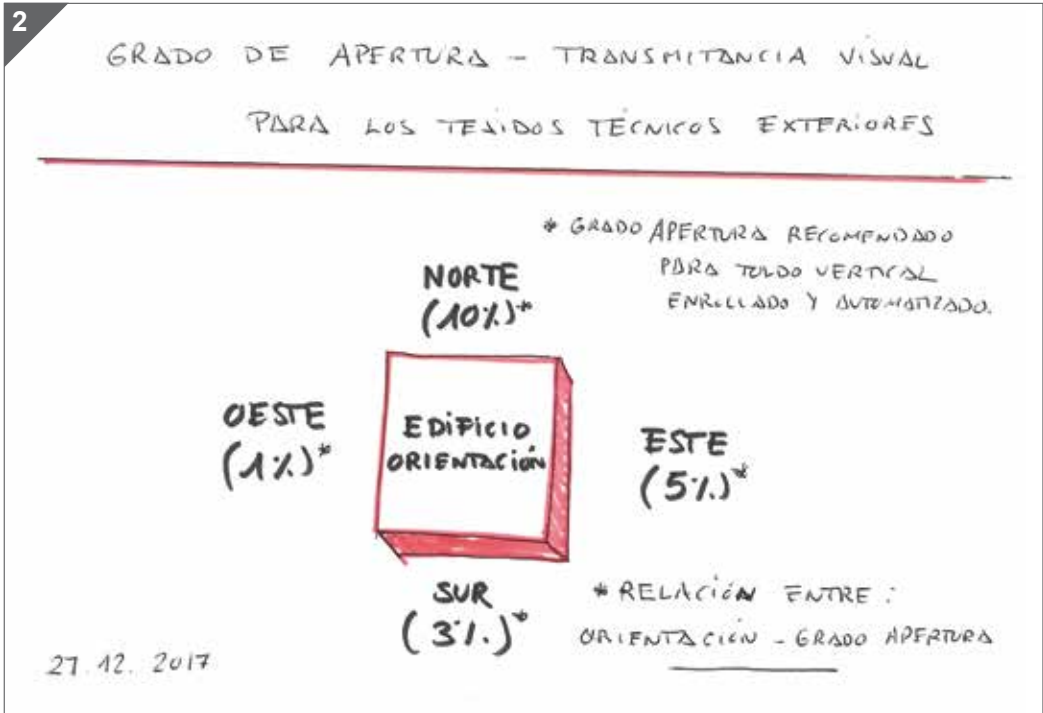 2
GRADO DE APERTURA - TRANSMITANCIA VISUAL
PARA LOS TEJIDOS TÉCNICOS EXTERIORES
* GRADO APERTURA RECOMENDADO
PARA TOLDO VERTICAL
ENROLLADO Y AUTOMATIZADO.
NORTE
(10%)*
OESTE
(1%)*
EDIFICIO
ORIENTACIÓN
ESTE
(5%)*
SUR
(3%)*
* RELACIÓN ENTRE:
ORIENTACIÓN - GRADO APERTURA
27.12.2017